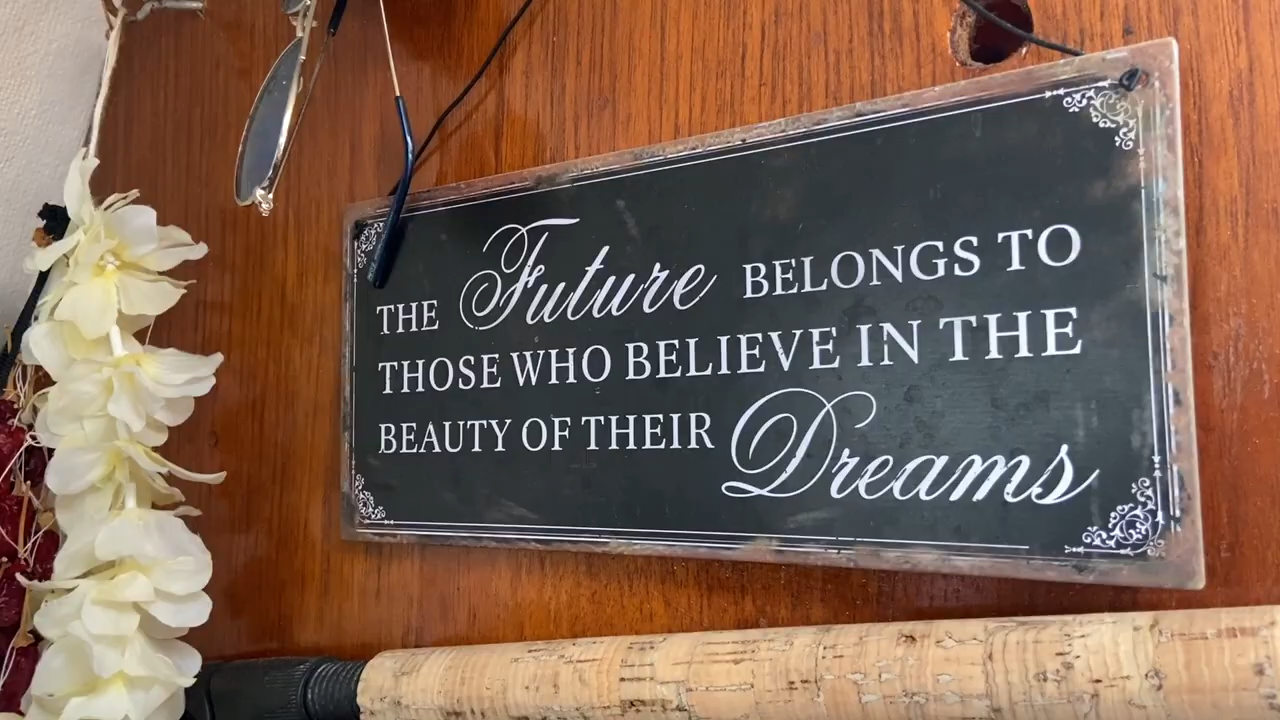 THE Future BELONGS TO
THOSE WHO BELIEVE IN THE
BEAUTY OF THEIR Dreams